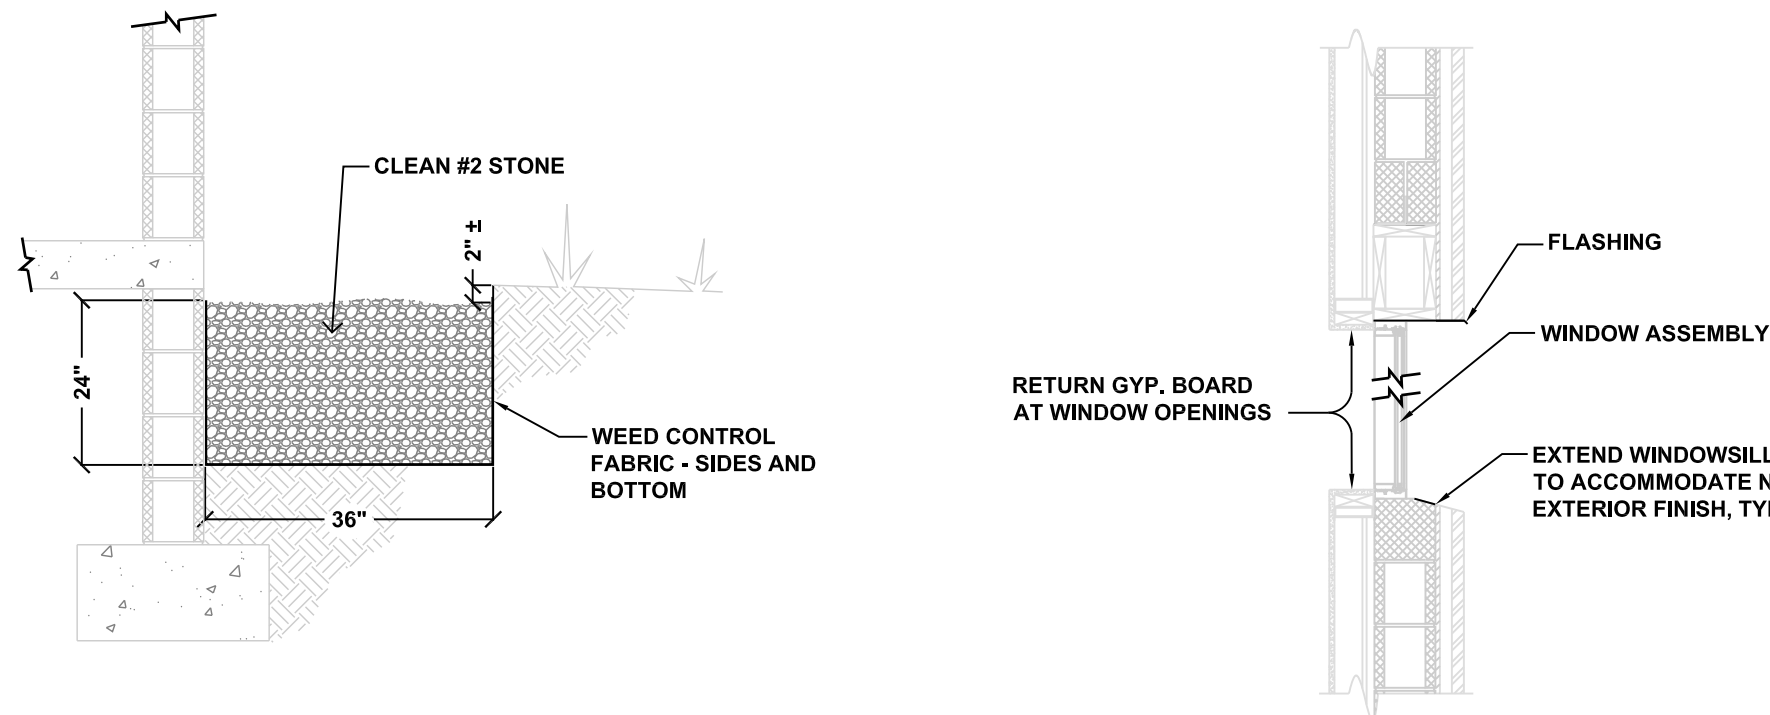 CLEAN #2 STONE
2" ±
24"
36"
WEED CONTROL
FABRIC - SIDES AND
BOTTOM
FLASHING
WINDOW ASSEMBLY
RETURN GYP. BOARD
AT WINDOW OPENINGS
EXTEND WINDOWSILL
TO ACCOMMODATE
EXTERIOR FINISH,